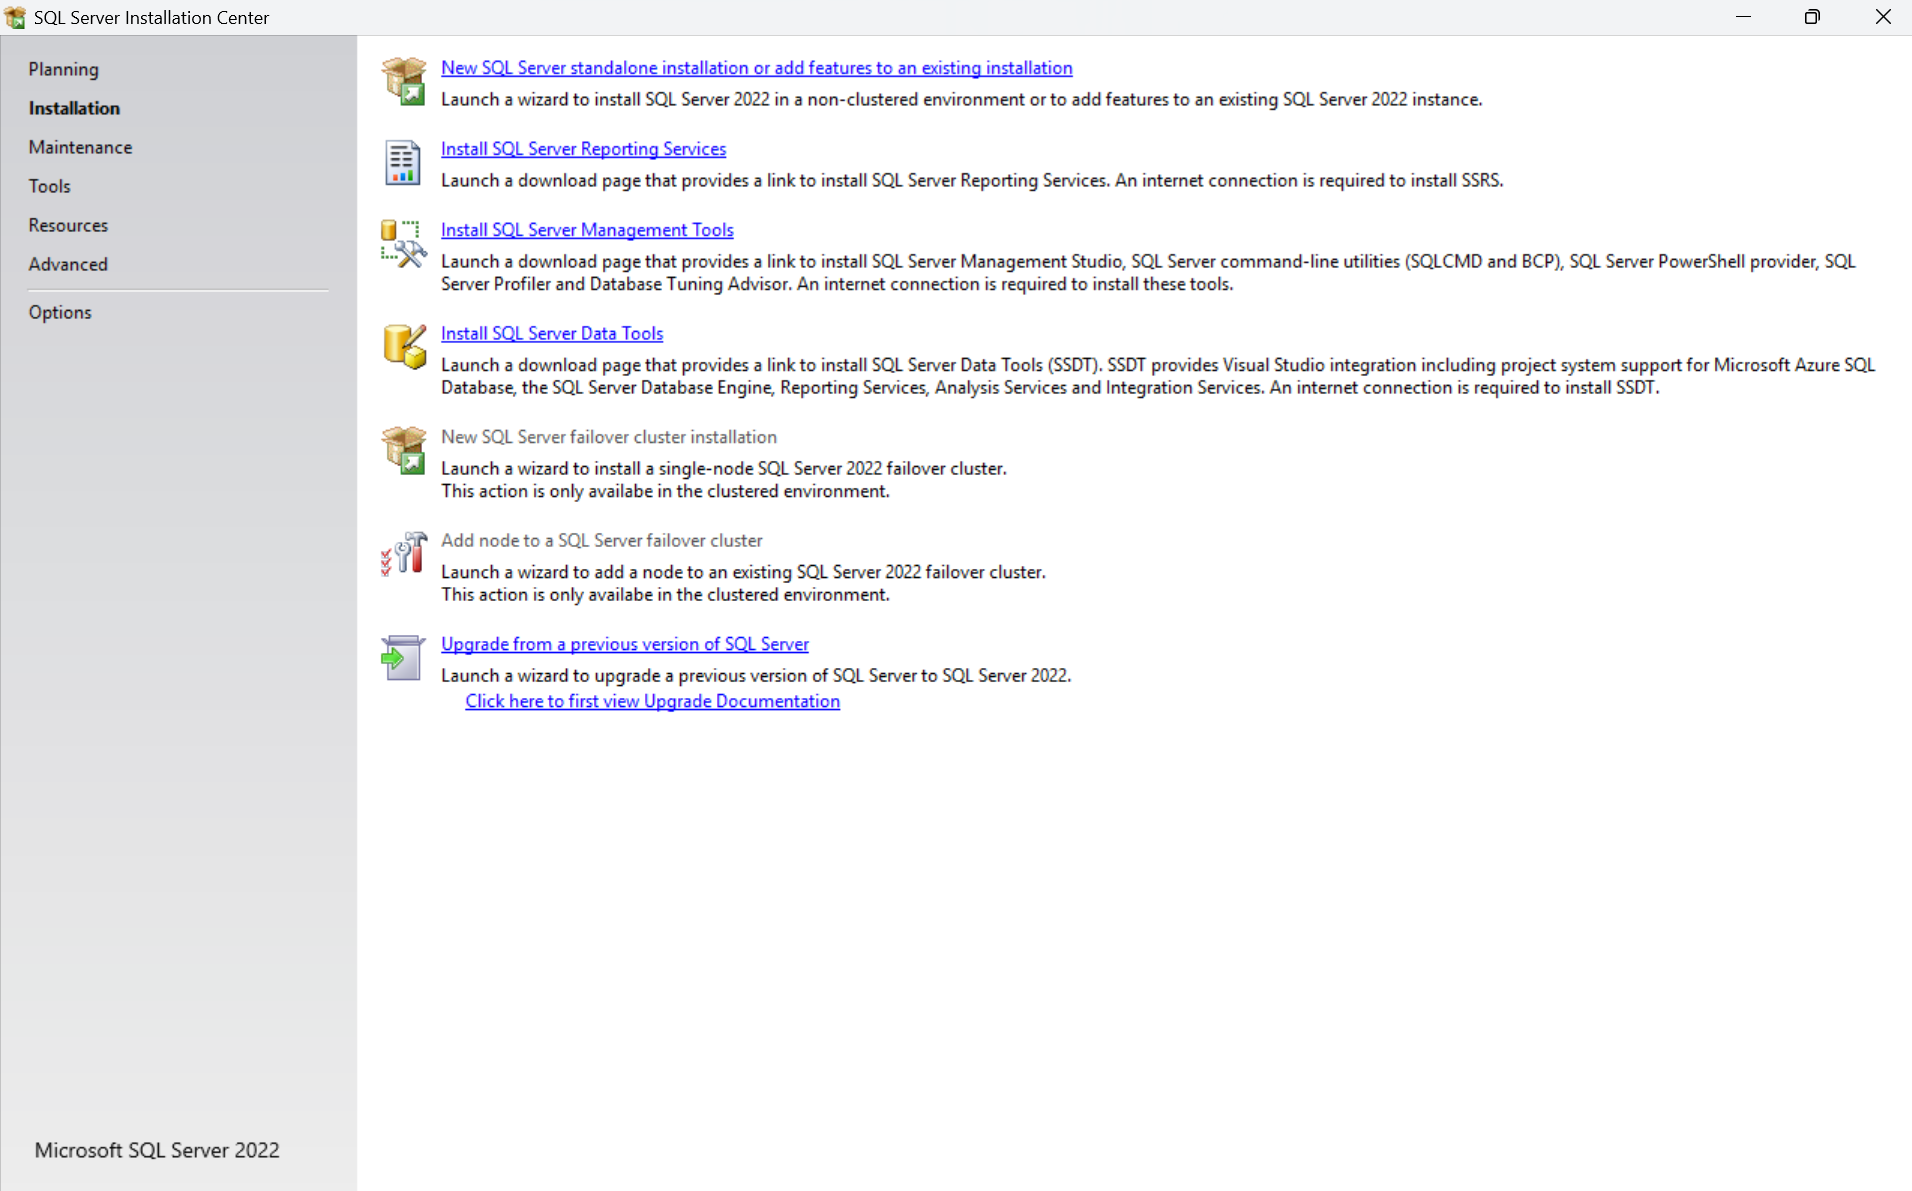 SQL Server Installation Center
Planning
Installation
Maintenance
Tools
Resources
Advanced
Options
Microsoft SQL Server 2022
New SQL Server standalone installation or add features to an existing installation
Launch a wizard to install SQL Server 2022 in a non-clustered environment or to add features to an existing SQL Server 2022 instance.
Install SQL Server Reporting Services
Launch a download page that provides a link to install SQL Server Reporting Services. An internet connection is required to install SSRS.
Install SQL Server Management Tools
Launch a download page that provides a link to install SQL Server Management Studio, SQL Server command-line utilities (SQLCMD and BCP), SQL Server PowerShell provider, SQL
Server Profiler and Database Tuning Advisor. An internet connection is required to install these tools.
Install SQL Server Data Tools
Launch a download page that provides a link to install SQL Server Data Tools (SSDT). SSDT provides Visual Studio integration including project system support for Microsoft Azure SQL
Database, the SQL Server Database Engine, Reporting Services, Analysis Services and Integration Services. An internet connection is required to install SSDT.
New SQL Server failover cluster installation
Launch a wizard to install a single-node SQL Server 2022 failover cluster.
This action is only availabe in the clustered environment.
Add node to a SQL Server failover cluster
Launch a wizard to add a node to an existing SQL Server 2022 failover cluster.
This action is only availabe in the clustered environment.
Upgrade from a previous version of SQL Server
Launch a wizard to upgrade a previous version of SQL Server to SQL Server 2022.
Click here to first view Upgrade Documentation